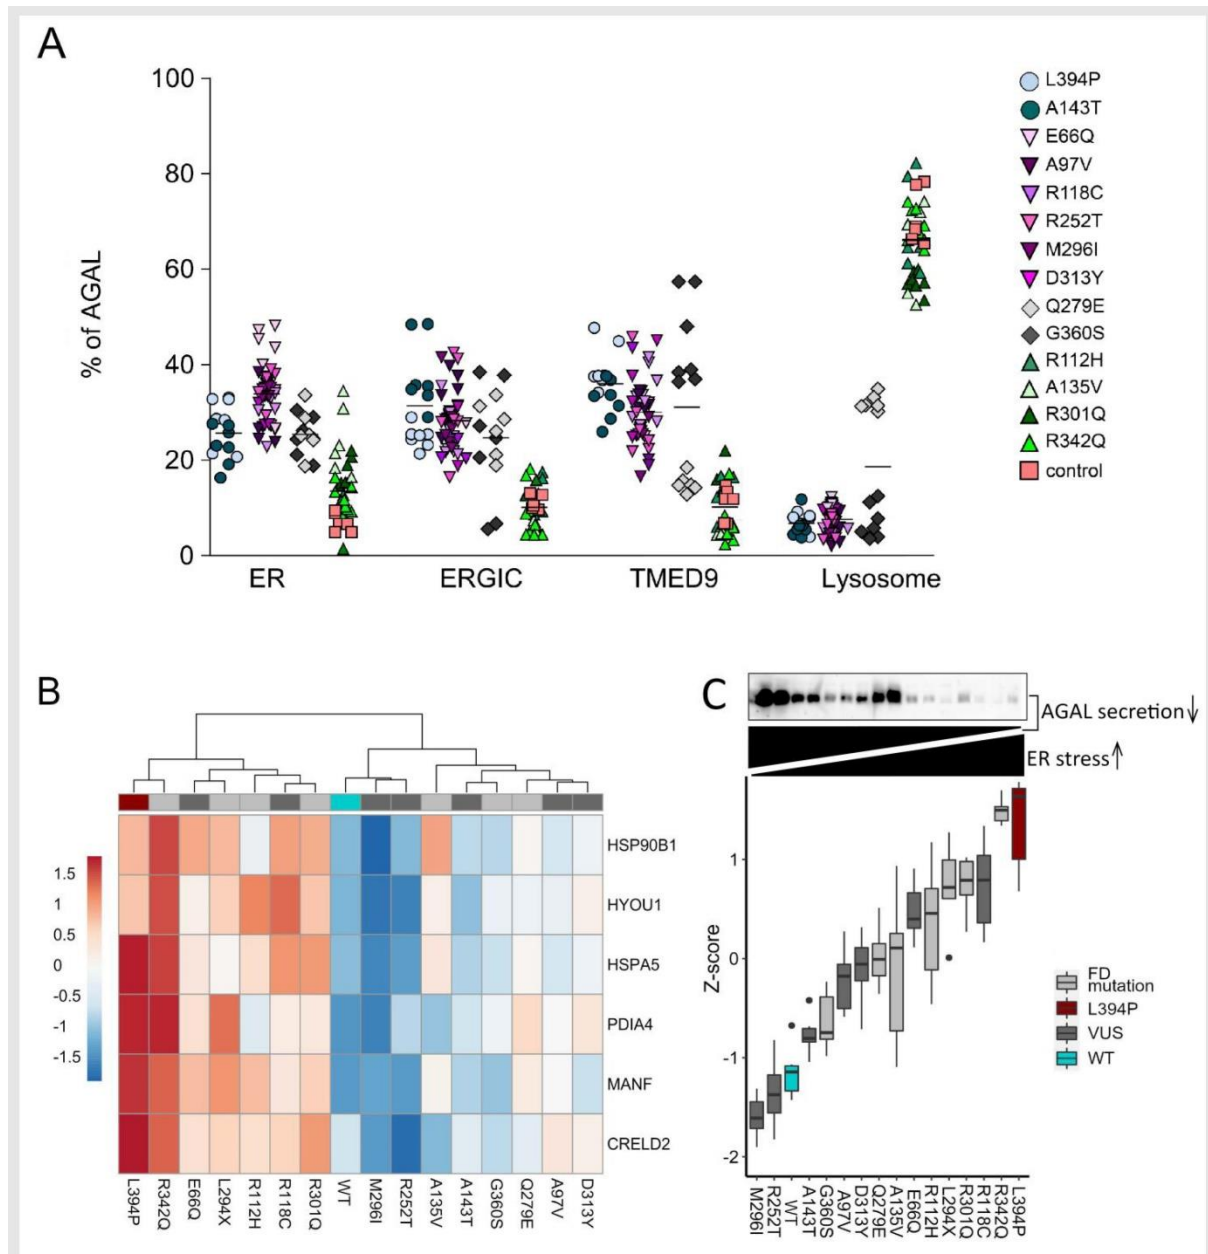 A
100
80
60
40
20
0
% of AGAL
ER
ERGIC
TMED9
Lysosome
L394P
A143T
E66Q
A97V
R118C
R252T
M296I
D313Y
Q279E
G360S
R112H
A135V
R301Q
R342Q
control
B
1.5
1
0.5
0
-0.5
-1
-1.5
HSP90B1
HYOU1
HSPA5
PDIA4
MANF
CRELD2
L394P
R342Q
E66Q
L294X
R112H
R118C
R301Q
WT
M296I
R252T
A135V
A143T
G360S
Q279E
A97V
D313Y
C
AGAL secretion↓
ER stress↑
Z-score
1
0
-1
-2
M296I
R252T
WT
A143T
G360S
A97V
D313Y
Q279E
A135V
E66Q
R112H
L294X
R301Q
R118C
R342Q
L394P
FD
mutation
L394P
VUS
WT